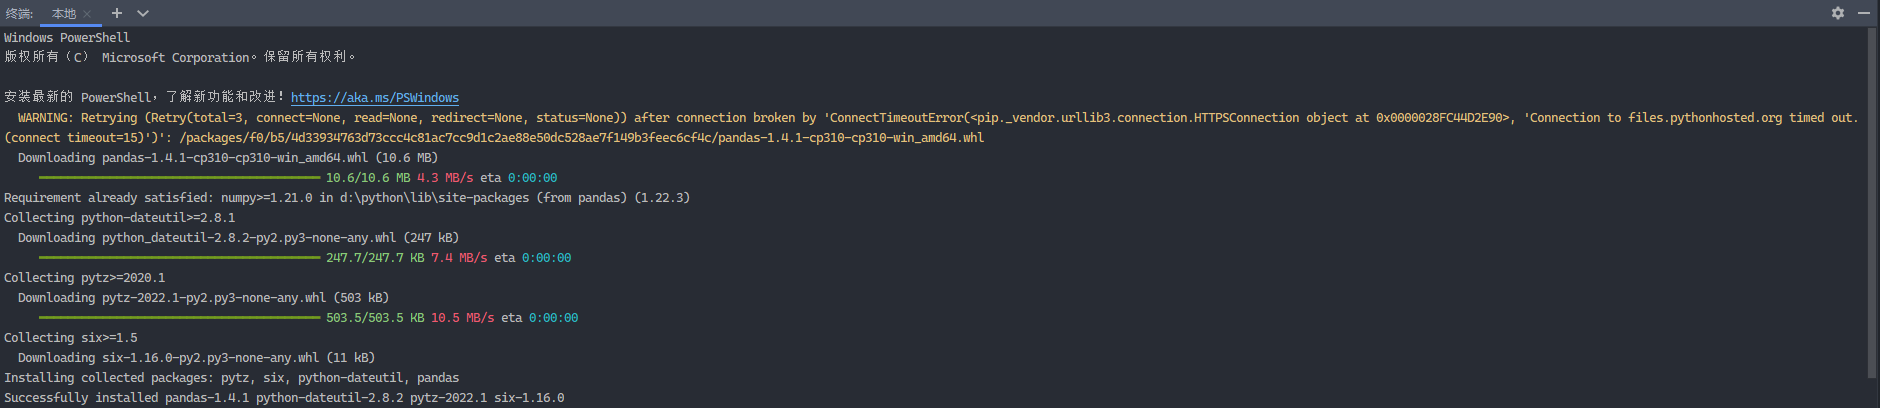 终端: 本地
Windows PowerShell
版权所有（C） Microsoft Corporation。保留所有权利。
安装最新的 PowerShell，了解新功能和改进！https://aka.ms/PSWindows
WARNING: Retrying (Retry(total=3, connect=None, read=None, redirect=None, status=None)) after connection broken by 'ConnectTimeoutError(<pip._vendor.urllib3.connection.HTTPSConnection object at 0x0000028FC44D2E90>, 'Connection to files.pythonhosted.org timed out.
(connect timeout=15)')': /packages/f0/b5/4d33934763d73ccc4c81ac7cc9d1c2ae88e50dc528ae7f149b3feec6cf4c/pandas-1.4.1-cp310-cp310-win_amd64.whl
Downloading pandas-1.4.1-cp310-cp310-win_amd64.whl (10.6 MB)
10.6/10.6 MB 4.3 MB/s eta 0:00:00
Requirement already satisfied: numpy>=1.21.0 in d:\python\lib\site-packages (from pandas) (1.22.3)
Collecting python-dateutil>=2.8.1
Downloading python_dateutil-2.8.2-py2.py3-none-any.whl (247 kB)
247.7/247.7 KB 7.4 MB/s eta 0:00:00
Collecting pytz>=2020.1
Downloading pytz-2022.1-py2.py3-none-any.whl (503 kB)
503.5/503.5 KB 10.5 MB/s eta 0:00:00
Collecting six>=1.5
Downloading six-1.16.0-py2.py3-none-any.whl (11 kB)
Installing collected packages: pytz, six, python-dateutil, pandas
Successfully installed pandas-1.4.1 python-dateutil-2.8.2 pytz-2022.1 six-1.16.0